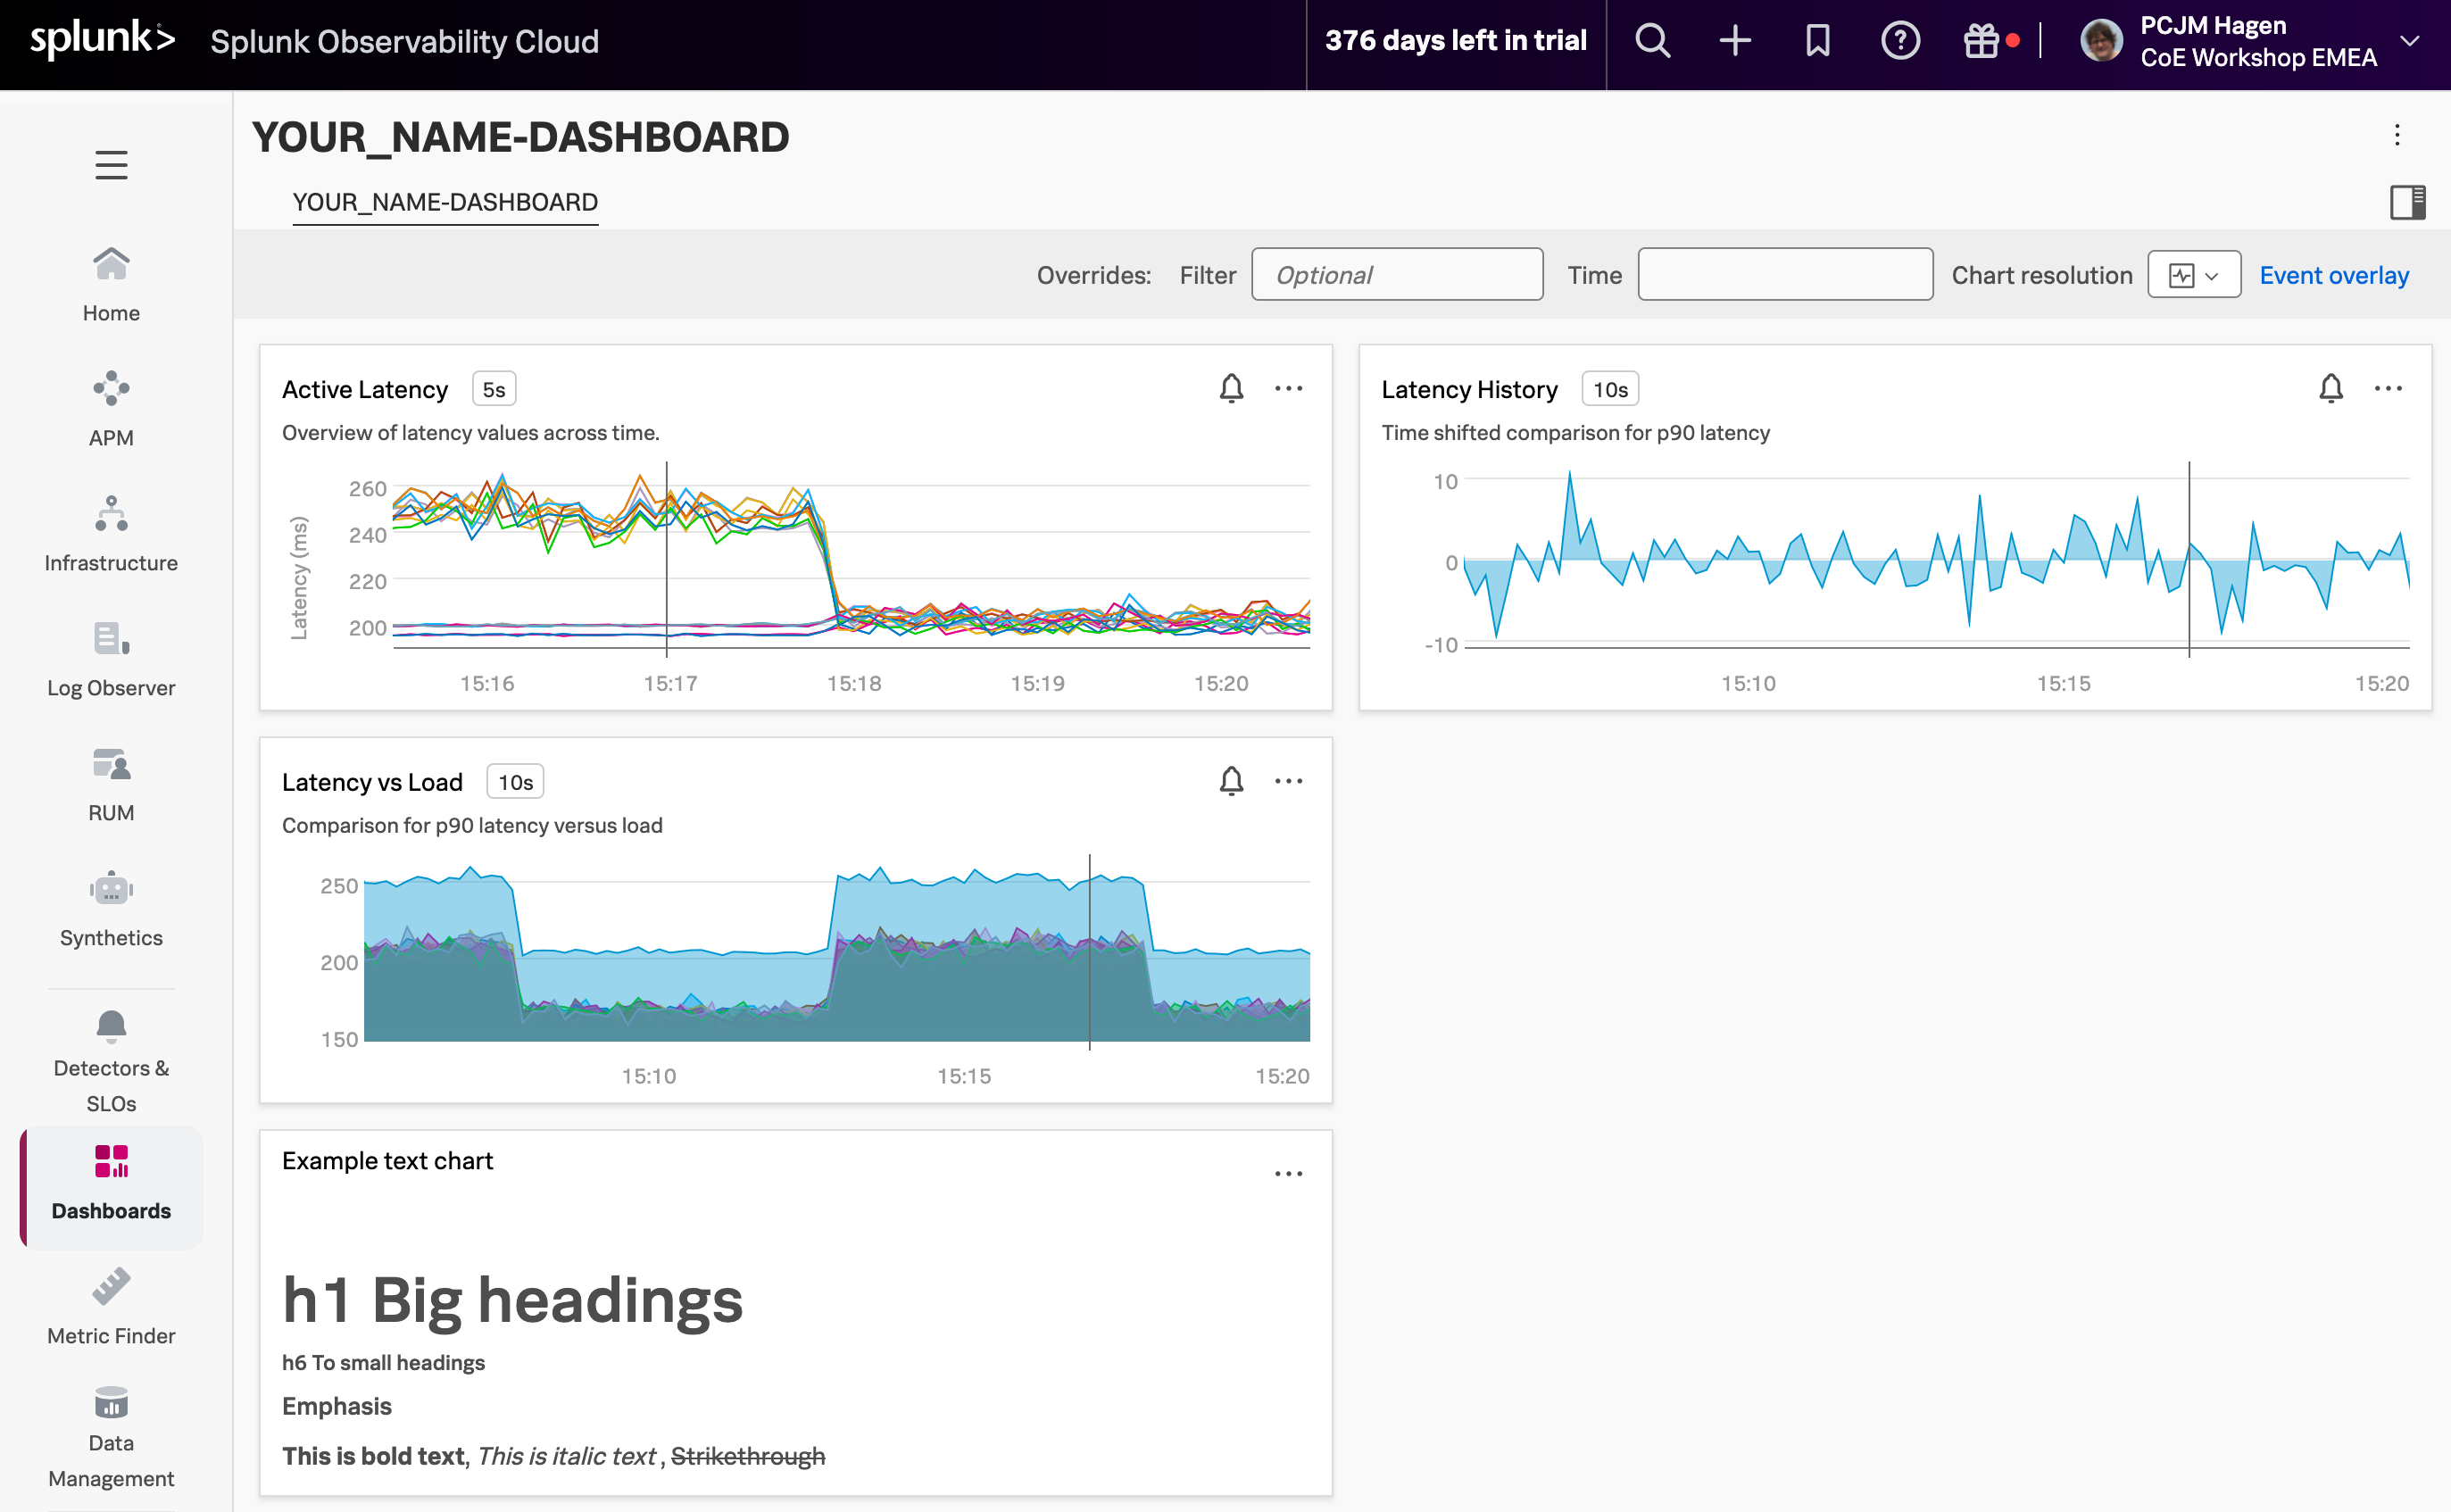 splunk> Splunk Observability Cloud
376 days left in trial
PCJM Hagen
CoE Workshop EMEA
Home
APM
Infrastructure
Log Observer
RUM
Synthetics
Detectors &
SLOs
Dashboards
Metric Finder
Data
Management
YOUR_NAME-DASHBOARD
YOUR_NAME-DASHBOARD
Overrides: Filter Optional Time Chart resolution Event overlay
Active Latency 5s
Overview of latency values across time.
Latency (ms)
260
240
220
200
15:16 15:17 15:18 15:19 15:20
Latency History 10s
Time shifted comparison for p90 latency
10
0
-10
15:10 15:15 15:20
Latency vs Load 10s
Comparison for p90 latency versus load
250
200
150
15:10 15:15 15:20
Example text chart
h1 Big headings
h6 To small headings
Emphasis
This is bold text, This is italic text , Strikethrough